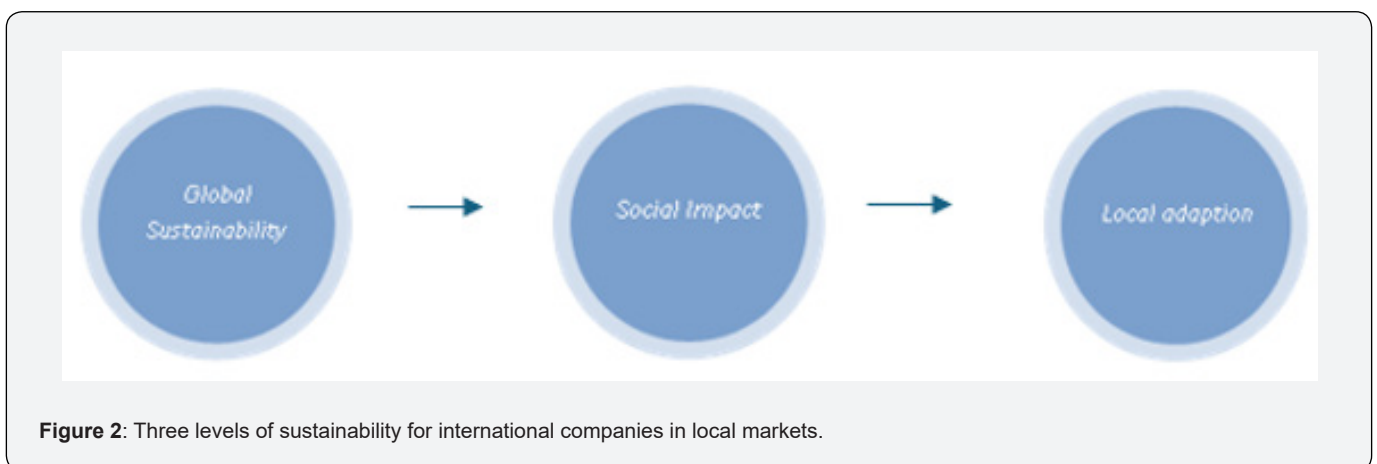 Global
Sustainability
Social Impact
Local adaption
Figure 2: Three levels of sustainability for international companies in local markets.